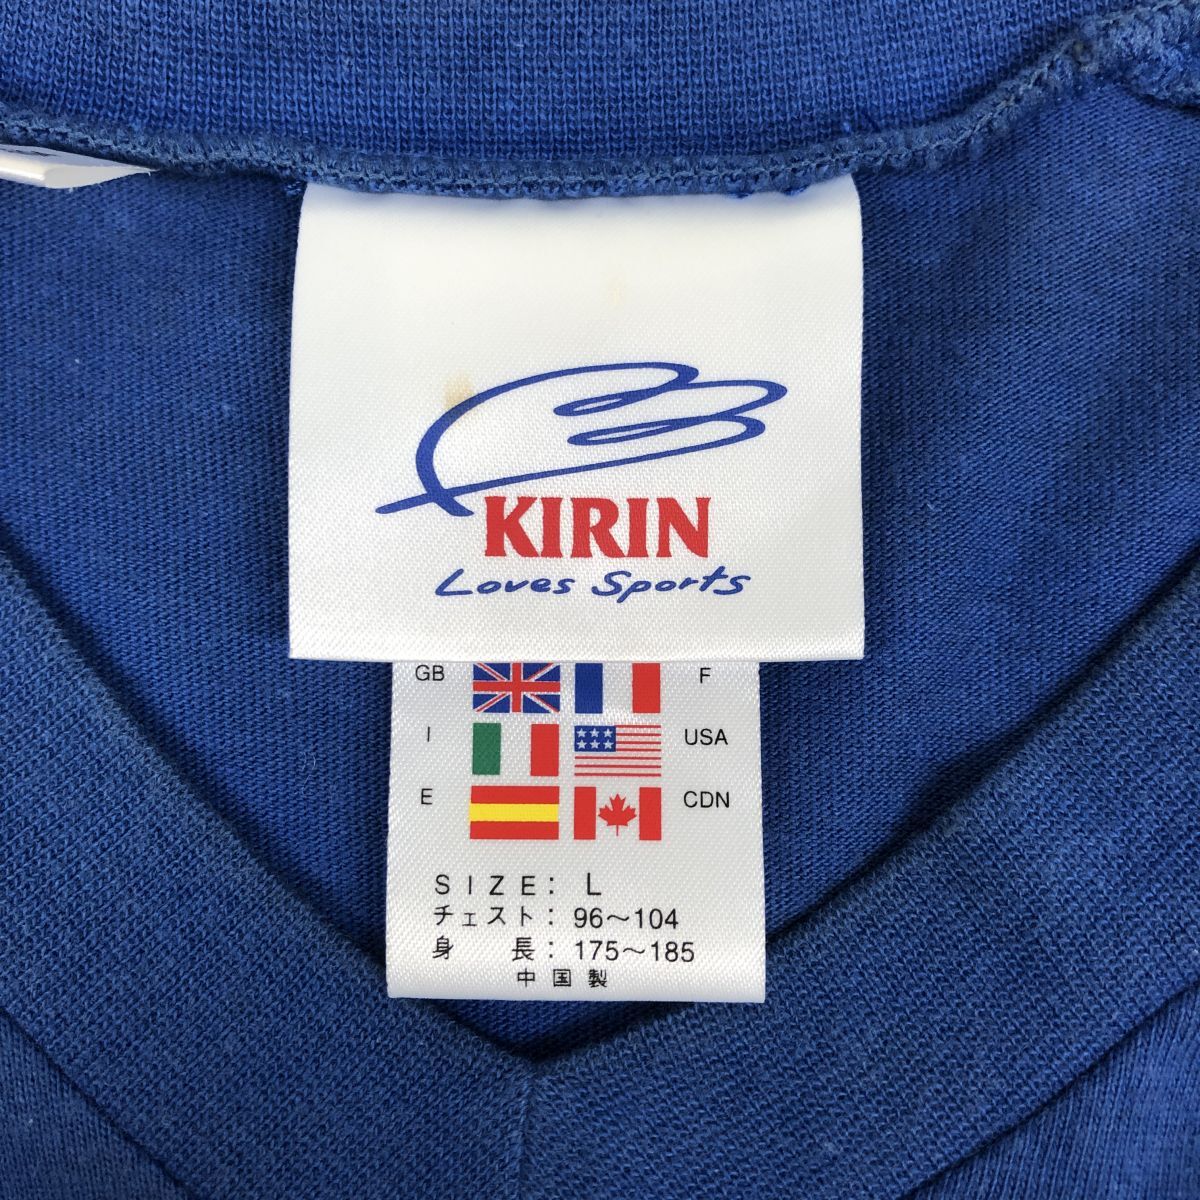 KIRIN
Loves Sports
GB F
I USA
E CDN
SIZE: L
チェスト: 96～104
身長: 175～185
中国製